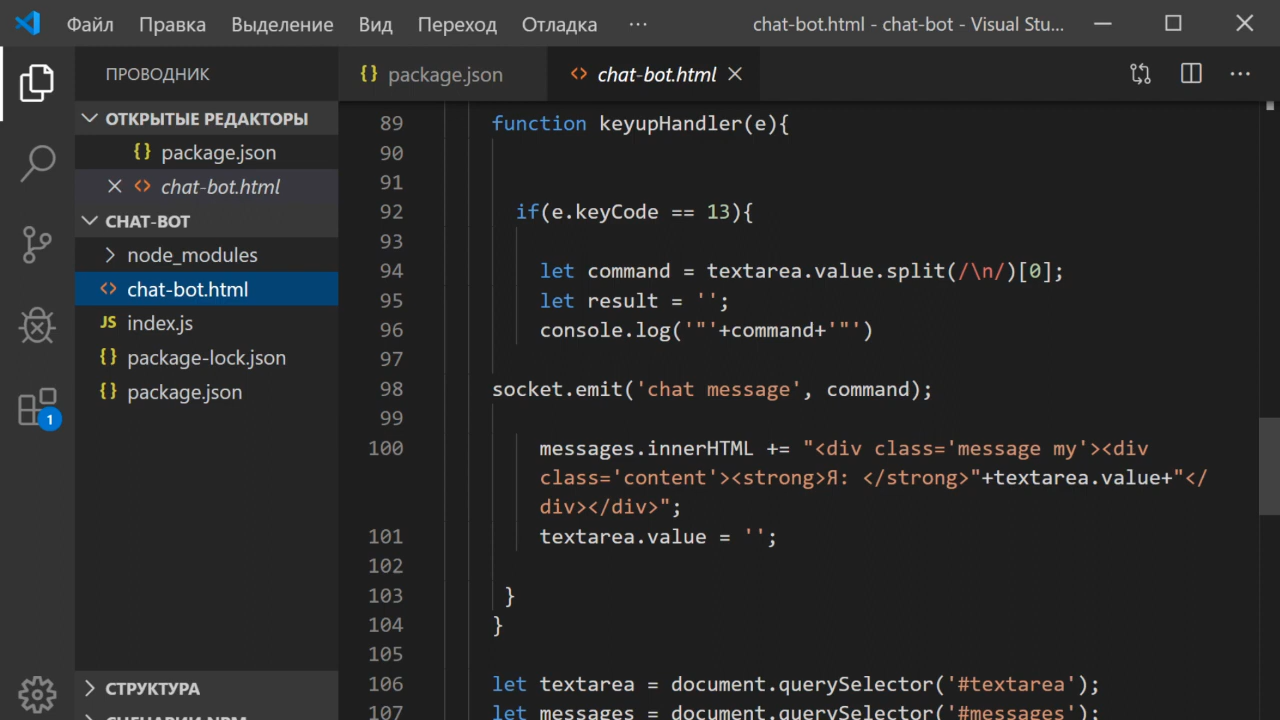 Файл Правка Выделение Вид Переход Отладка ··· chat-bot.html - chat-bot - Visual Stu...
ПРОВОДНИК
{} package.json
<> chat-bot.html
ОТКРЫТЫЕ РЕДАКТОРЫ
{} package.json
<> chat-bot.html
CHAT-BOT
node_modules
<> chat-bot.html
JS index.js
{} package-lock.json
{} package.json
1
СТРУКТУРА
СЦЕНАРИИ NPM
89 function keyupHandler(e){
90
91
92 if(e.keyCode == 13){
93
94 let command = textarea.value.split(/\n/)[0];
95 let result = '';
96 console.log('"'+command+'"')
97
98 socket.emit('chat message', command);
99
100 messages.innerHTML += "<div class='message my'><div
class='content'><strong>Я: </strong>"+textarea.value+"</
div></div>";
101 textarea.value = '';
102
103 }
104 }
105
106 let textarea = document.querySelector('#textarea');
107 let messages = document.querySelector('#messages');